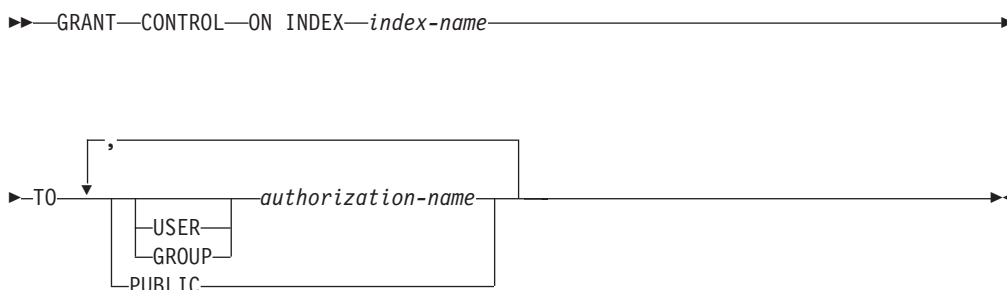 GRANT CONTROL ON INDEX index-name
,
TO authorization-name
USER
GROUP
PUBLIC